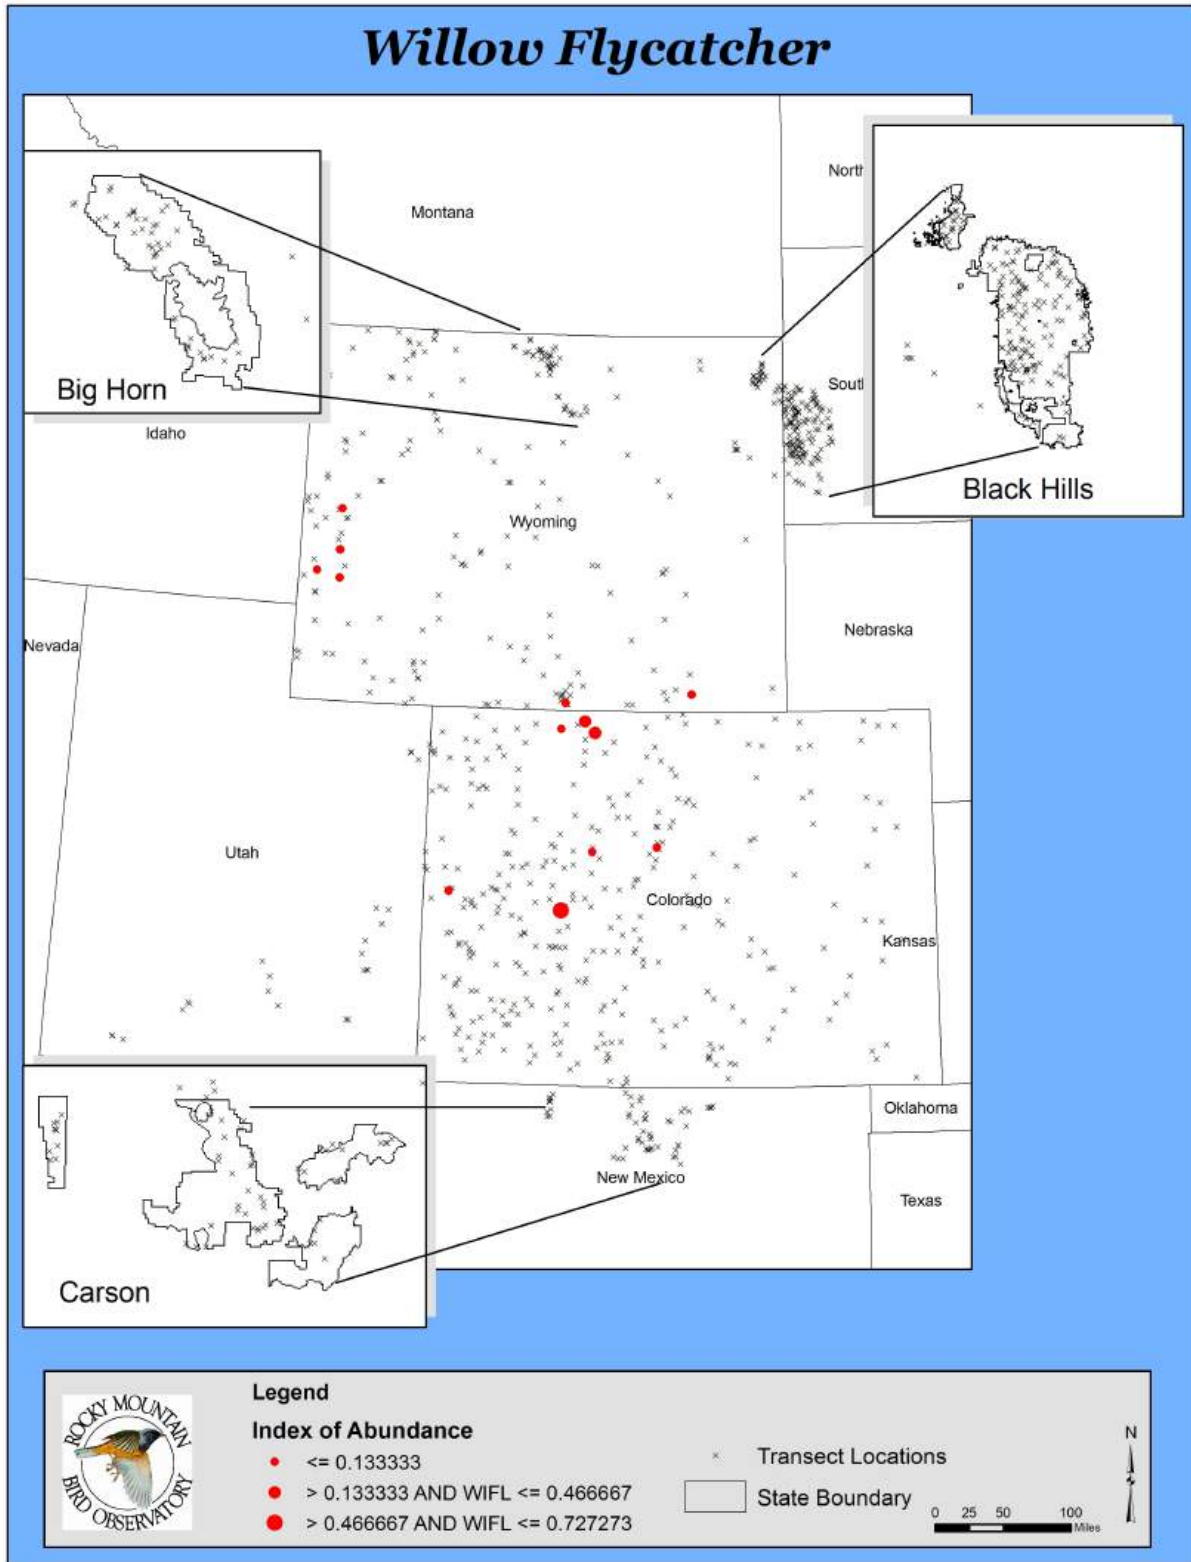 Willow Flycatcher
North
Montana
Big Horn
Idaho
South
Black Hills
Wyoming
Nevada
Nebraska
Utah
Colorado
Kansas
Oklahoma
New Mexico
Texas
Carson
ROCKY MOUNTAIN
BIRD OBSERVATORY
Legend
Index of Abundance
<= 0.133333
> 0.133333 AND WIFL <= 0.466667
> 0.466667 AND WIFL <= 0.727273
Transect Locations
State Boundary
N
0 25 50 100
Miles